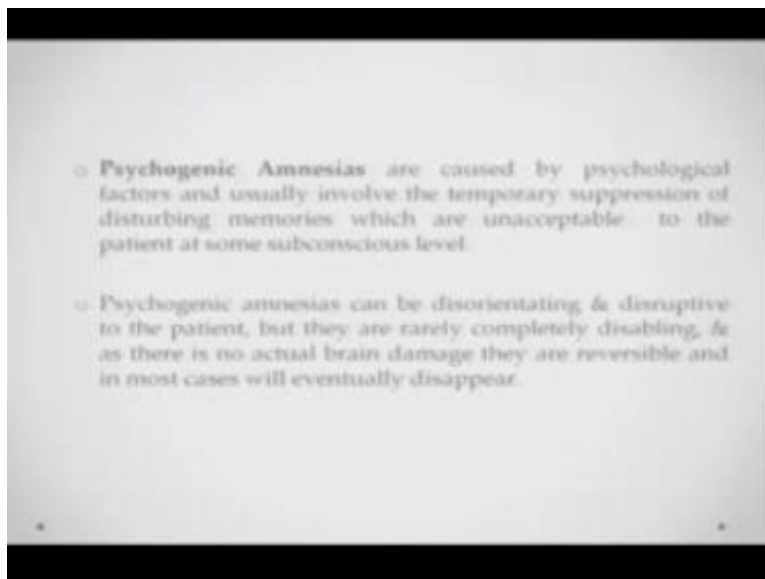 Psychogenic Amnesias are caused by psychological
factors and usually involve the temporary suppression of
disturbing memories which are unacceptable to the
patient at some subconscious level.
Psychogenic amnesias can be disorientating & disruptive
to the patient, but they are rarely completely disabling, &
as there is no actual brain damage they are reversible and
in most cases will eventually disappear.